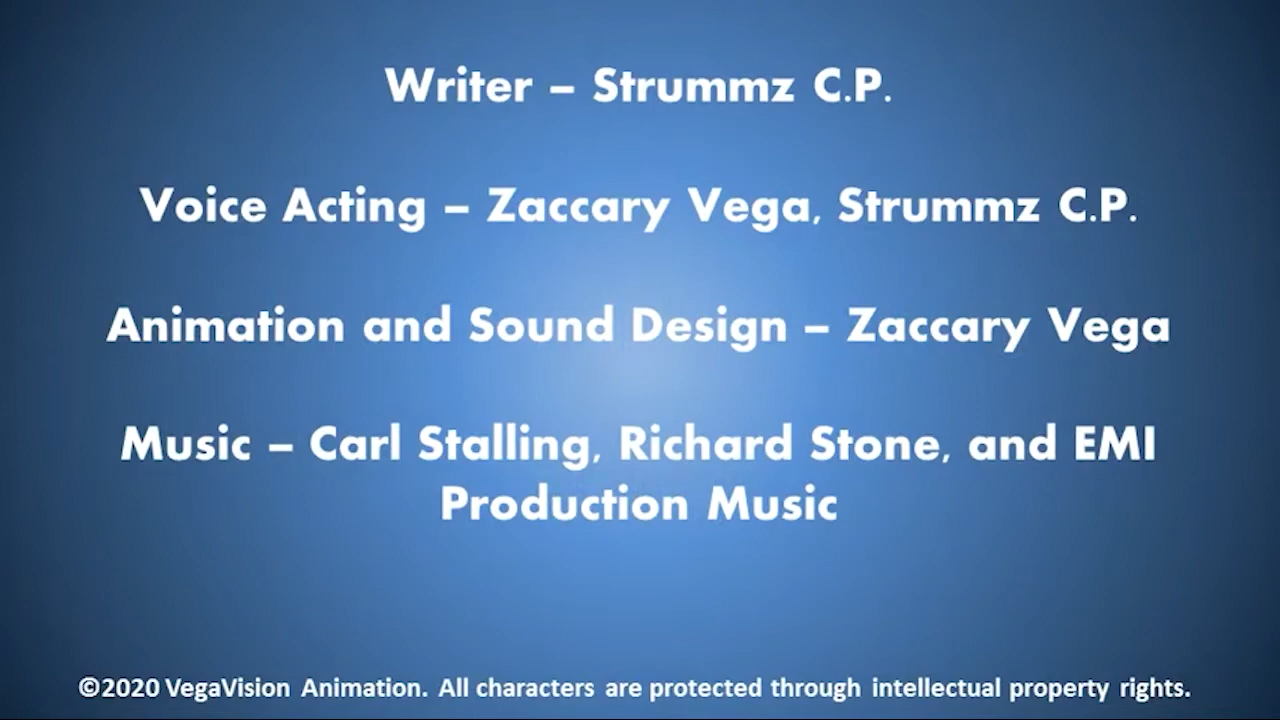 Writer – Strummz C.P.
Voice Acting – Zaccary Vega, Strummz C.P.
Animation and Sound Design – Zaccary Vega
Music – Carl Stalling, Richard Stone, and EMI
Production Music
©2020 VegaVision Animation. All characters are protected through intellectual property rights.